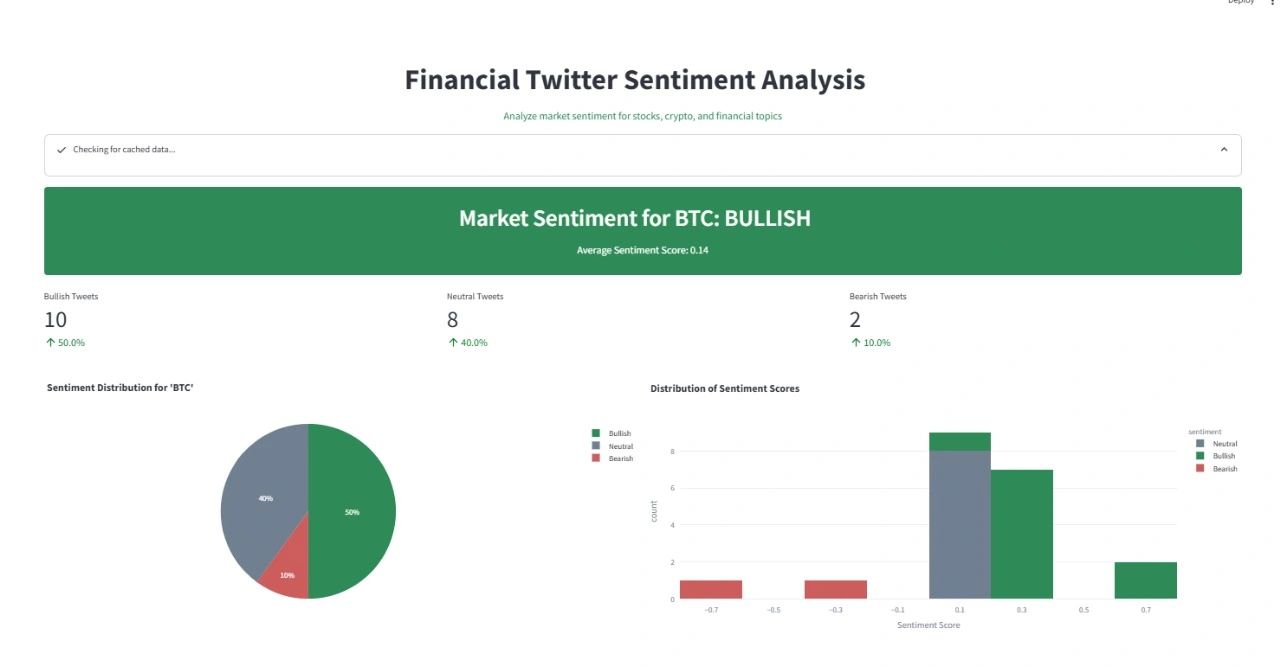 Deploy
Financial Twitter Sentiment Analysis
Analyze market sentiment for stocks, crypto, and financial topics
Checking for cached data...
Market Sentiment for BTC: BULLISH
Average Sentiment Score: 0.14
Bullish Tweets
10
↑ 50.0%
Neutral Tweets
8
↑ 40.0%
Bearish Tweets
2
↑ 10.0%
Sentiment Distribution for 'BTC'
40%
50%
10%
Bullish
Neutral
Bearish
Distribution of Sentiment Scores
count
8
6
4
2
0
−0.7
−0.5
−0.3
−0.1
0.1
0.3
0.5
0.7
Sentiment Score
sentiment
Neutral
Bullish
Bearish